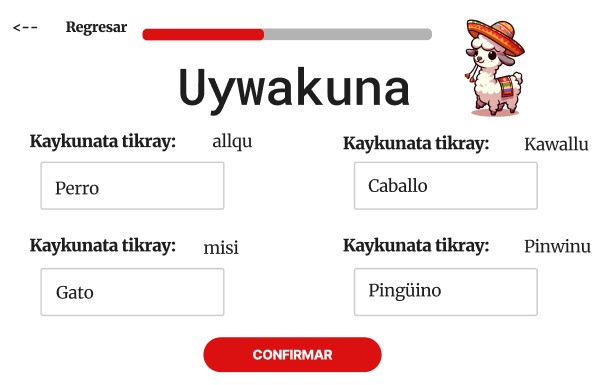 <-- Regresar
Uywakuna
Kaykunata tikray: allqu
Perro
Kaykunata tikray: Kawallu
Caballo
Kaykunata tikray: misi
Gato
Kaykunata tikray: Pinwinu
Pingüino
CONFIRMAR